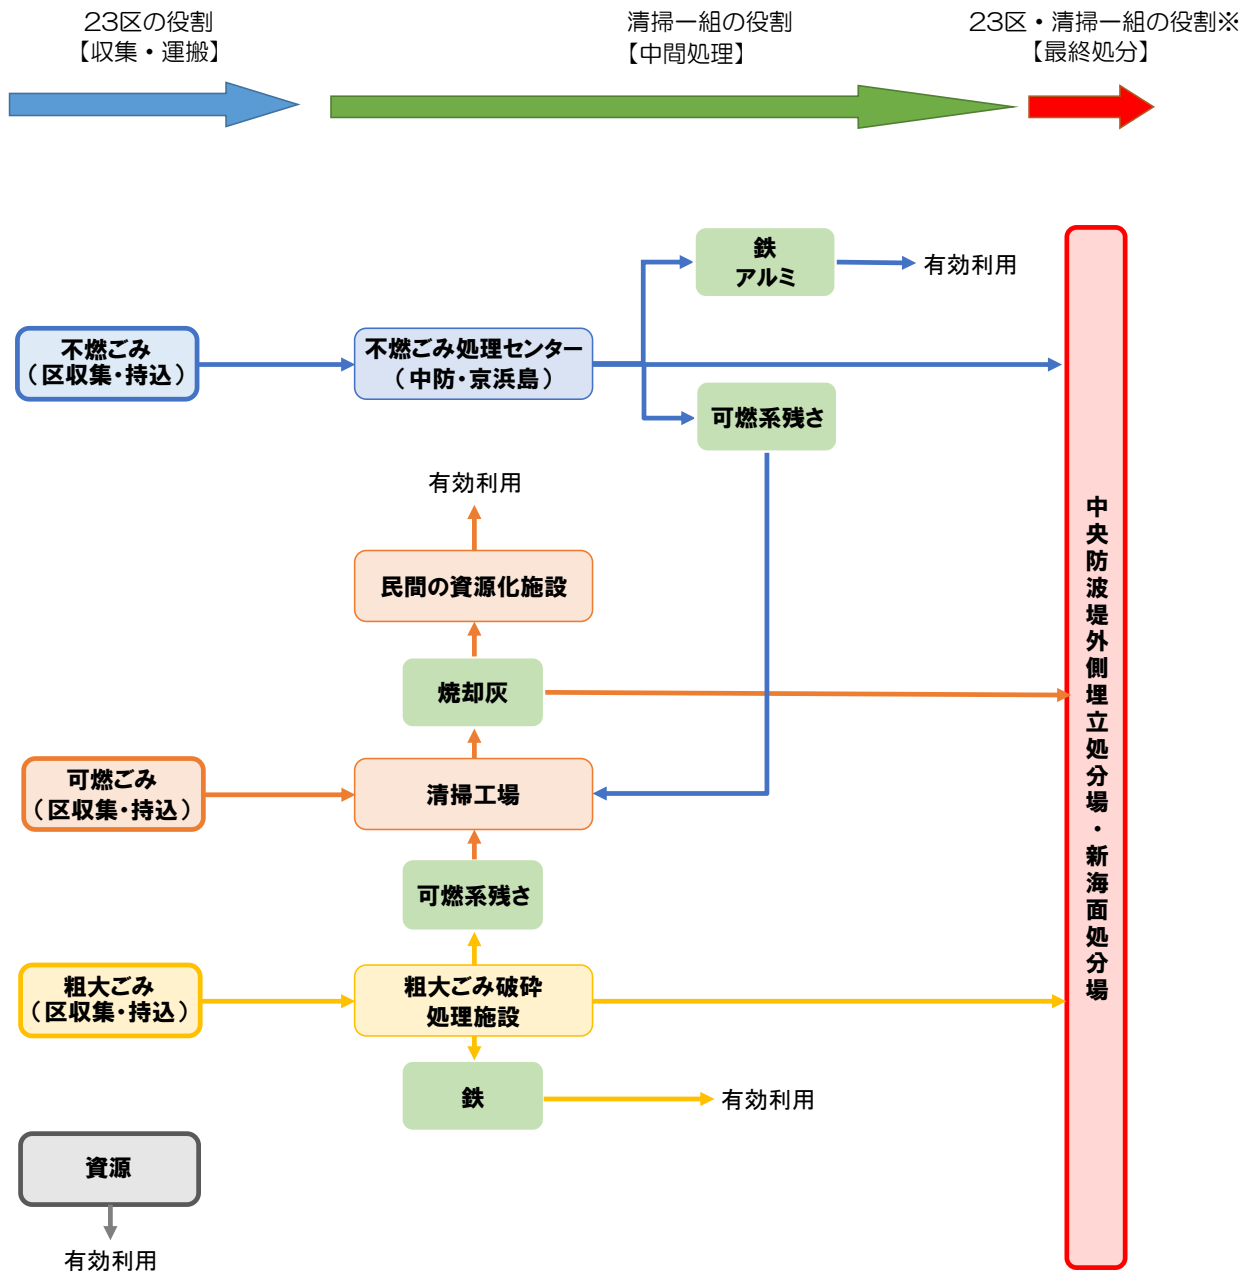 23区の役割
【収集・運搬】
清掃一組の役割
【中間処理】
23区・清掃一組の役割※
【最終処分】
鉄
アルミ
有効利用
不燃ごみ
（区収集・持込）
不燃ごみ処理センター
（中防・京浜島）
可燃系残さ
有効利用
民間の資源化施設
焼却灰
可燃ごみ
（区収集・持込）
清掃工場
可燃系残さ
粗大ごみ
（区収集・持込）
粗大ごみ破砕
処理施設
鉄
有効利用
資源
有効利用
中央防波堤外側埋立処分場・新海面処分場